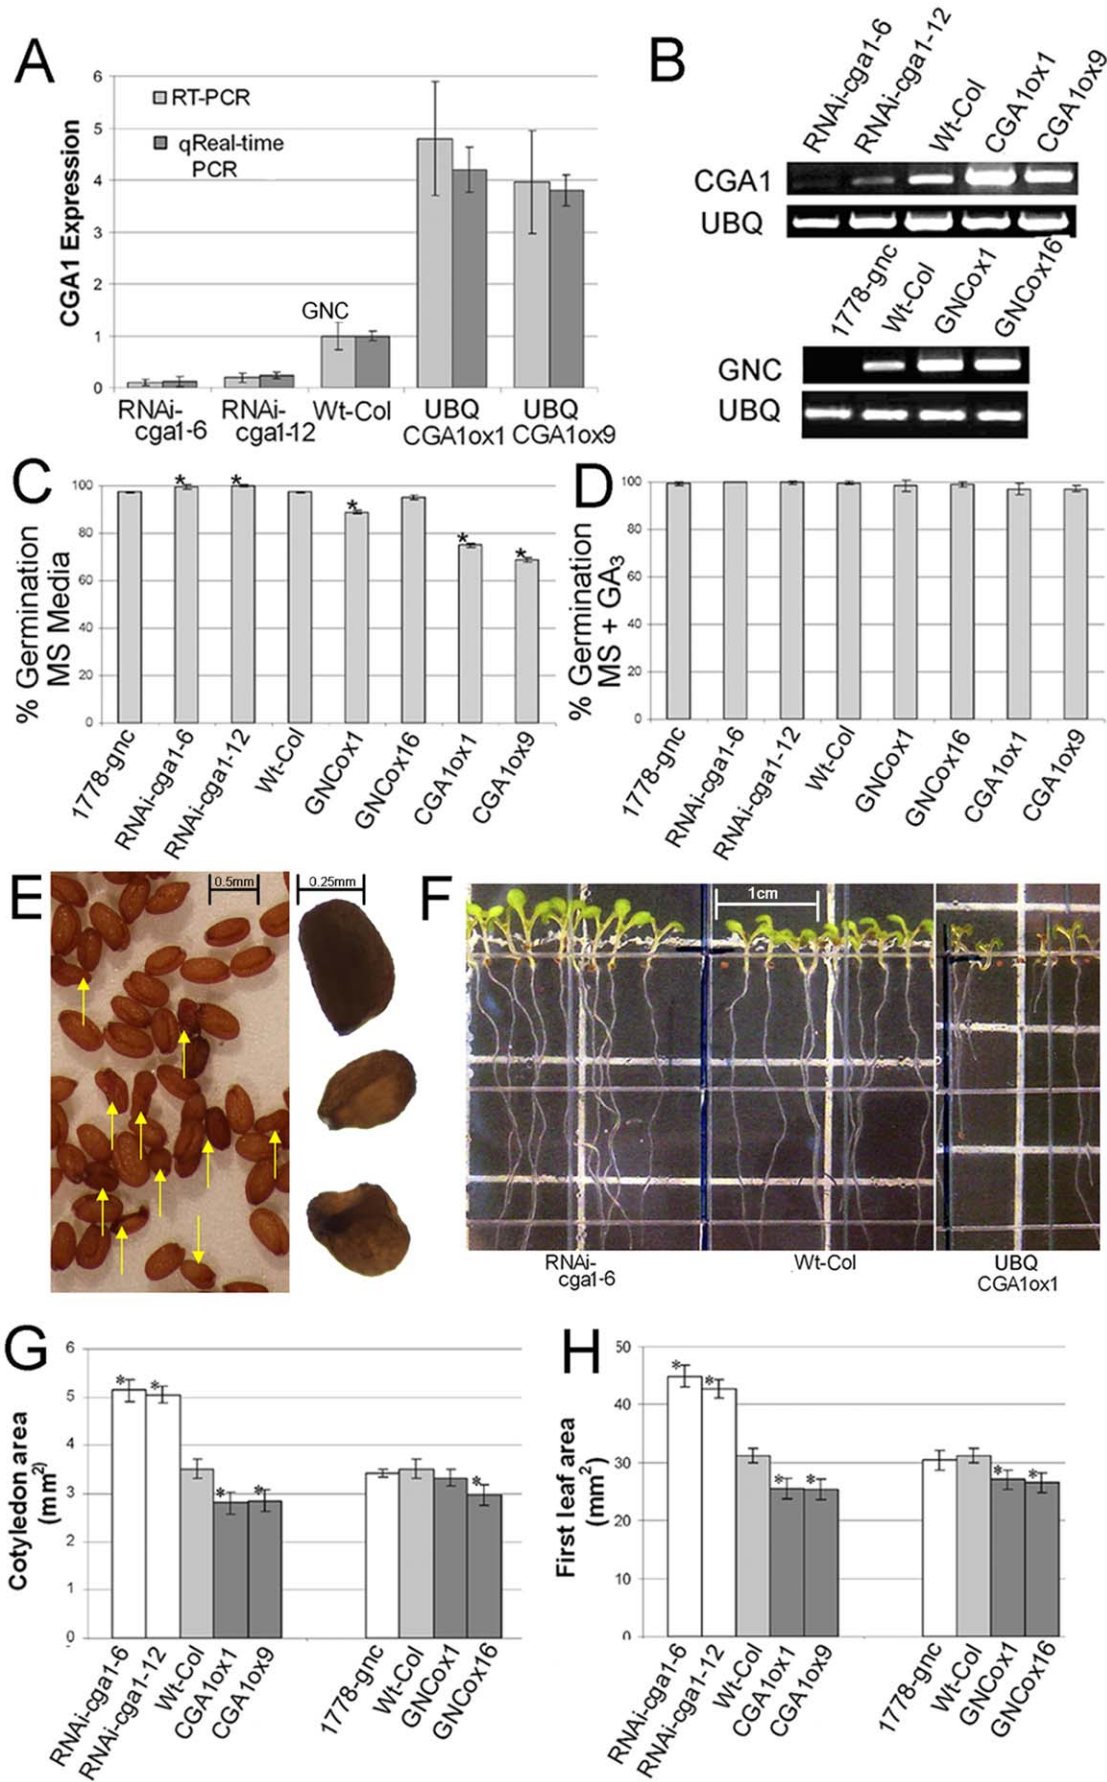 A
CGA1 Expression
6
5
4
3
2
1
0
RT-PCR
qReal-time
PCR
GNC
RNAi-
cga1-6
RNAi-
cga1-12
Wt-Col
UBQ
CGA1ox1
UBQ
CGA1ox9
B
RNAi-cga1-6
RNAi-cga1-12
Wt-Col
CGA1ox1
CGA1ox9
CGA1
UBQ
1778-gnc
Wt-Col
GNCox1
GNCox16
GNC
UBQ
C
% Germination
MS Media
100
80
60
40
20
0
* * * * *
1778-gnc
RNAi-cga1-6
RNAi-cga1-12
Wt-Col
GNCox1
GNCox16
CGA1ox1
CGA1ox9
D
% Germination
MS + GA3
100
80
60
40
20
0
1778-gnc
RNAi-cga1-6
RNAi-cga1-12
Wt-Col
GNCox1
GNCox16
CGA1ox1
CGA1ox9
E
0.5mm
0.25mm
F
1cm
RNAi-
cga1-6
Wt-Col
UBQ
CGA1ox1
G
Cotyledon area
(mm2)
6
5
4
3
2
1
0
* * * * *
RNAi-cga1-6
RNAi-cga1-12
Wt-Col
CGA1ox1
CGA1ox9
1778-gnc
Wt-Col
GNCox1
GNCox16
H
First leaf area
(mm2)
50
40
30
20
10
0
* * * * * *
RNAi-cga1-6
RNAi-cga1-12
Wt-Col
CGA1ox1
CGA1ox9
1778-gnc
Wt-Col
GNCox1
GNCox16